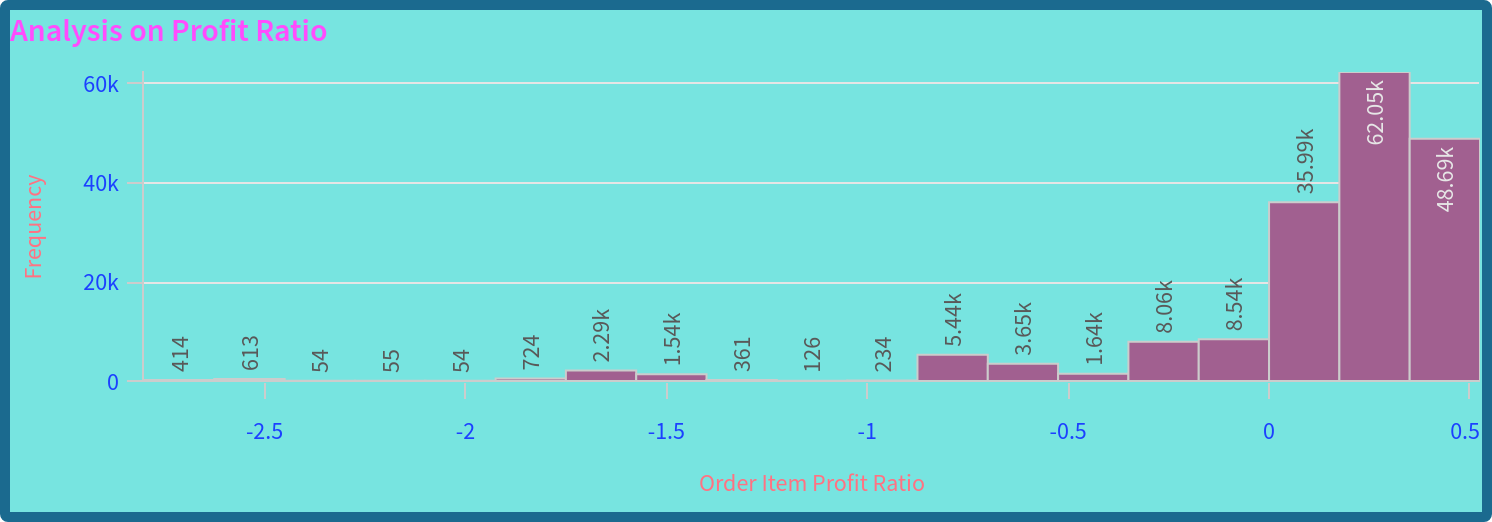 Analysis on Profit Ratio
Frequency
60k
40k
20k
0
414
613
54
55
54
724
2.29k
1.54k
361
126
234
5.44k
3.65k
1.64k
8.06k
8.54k
35.99k
62.05k
48.69k
-2.5
-2
-1.5
-1
-0.5
0
0.5
Order Item Profit Ratio